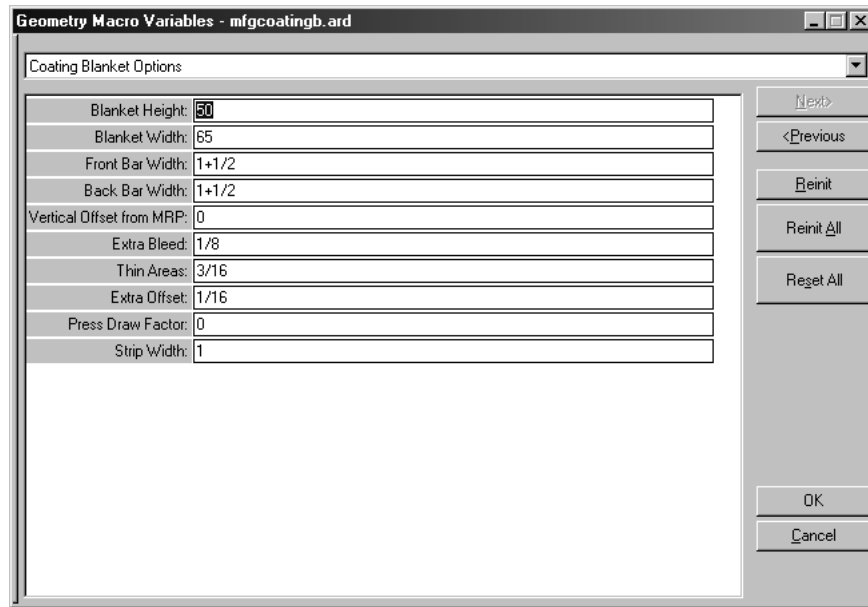 Geometry Macro Variables - mfgcoatingb.ard
Coating Blanket Options
Blanket Height: 50
Blanket Width: 65
Front Bar Width: 1+1/2
Back Bar Width: 1+1/2
Vertical Offset from MRP: 0
Extra Bleed: 1/8
Thin Areas: 3/16
Extra Offset: 1/16
Press Draw Factor: 0
Strip Width: 1
Next>
<Previous
Reinit
Reinit All
Reset All
OK
Cancel